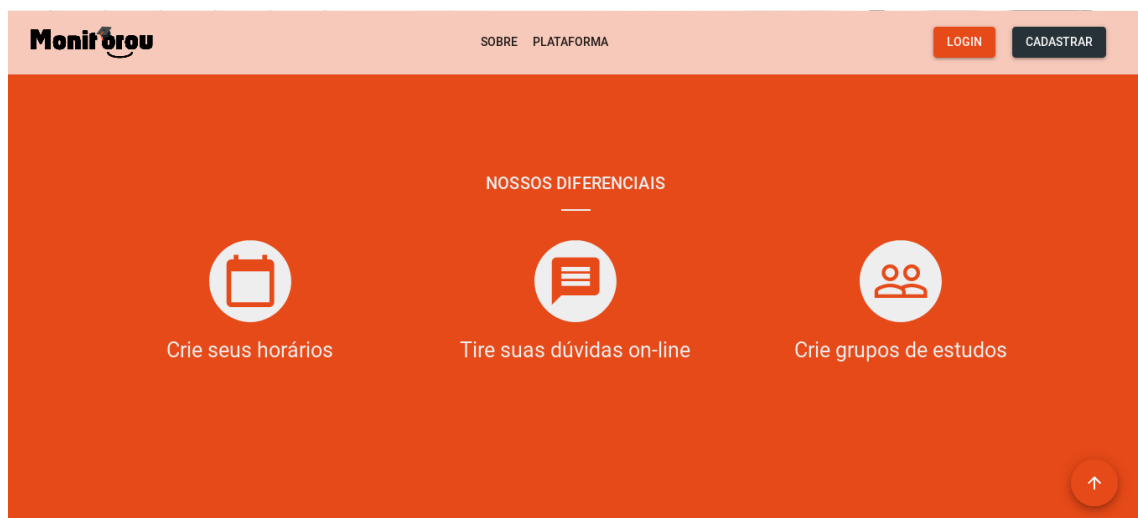 Monitorou
SOBRE PLATAFORMA
LOGIN
CADASTRAR
NOSSOS DIFERENCIAIS
Crie seus horários
Tire suas dúvidas on-line
Crie grupos de estudos